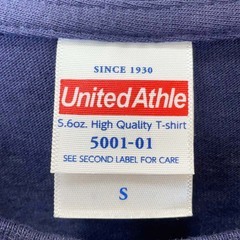 SINCE 1930
United Athle
5.6oz. High Quality T-shirt
5001-01
SEE SECOND LABEL FOR CARE
S